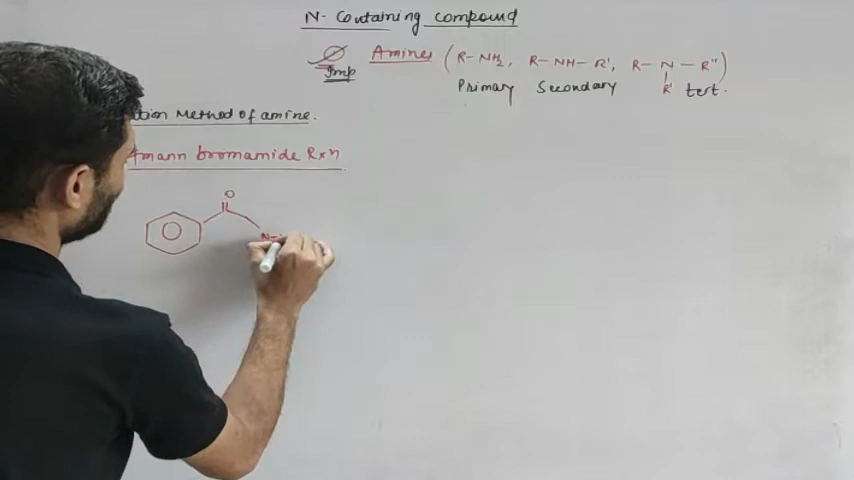 N- Containing compound
Imp Amines (R-NH2, R-NH-R', R-N-R'')
R'
Primary Secondary tert.
tion Method of amine.
mann bromamide Rxn
O
N-